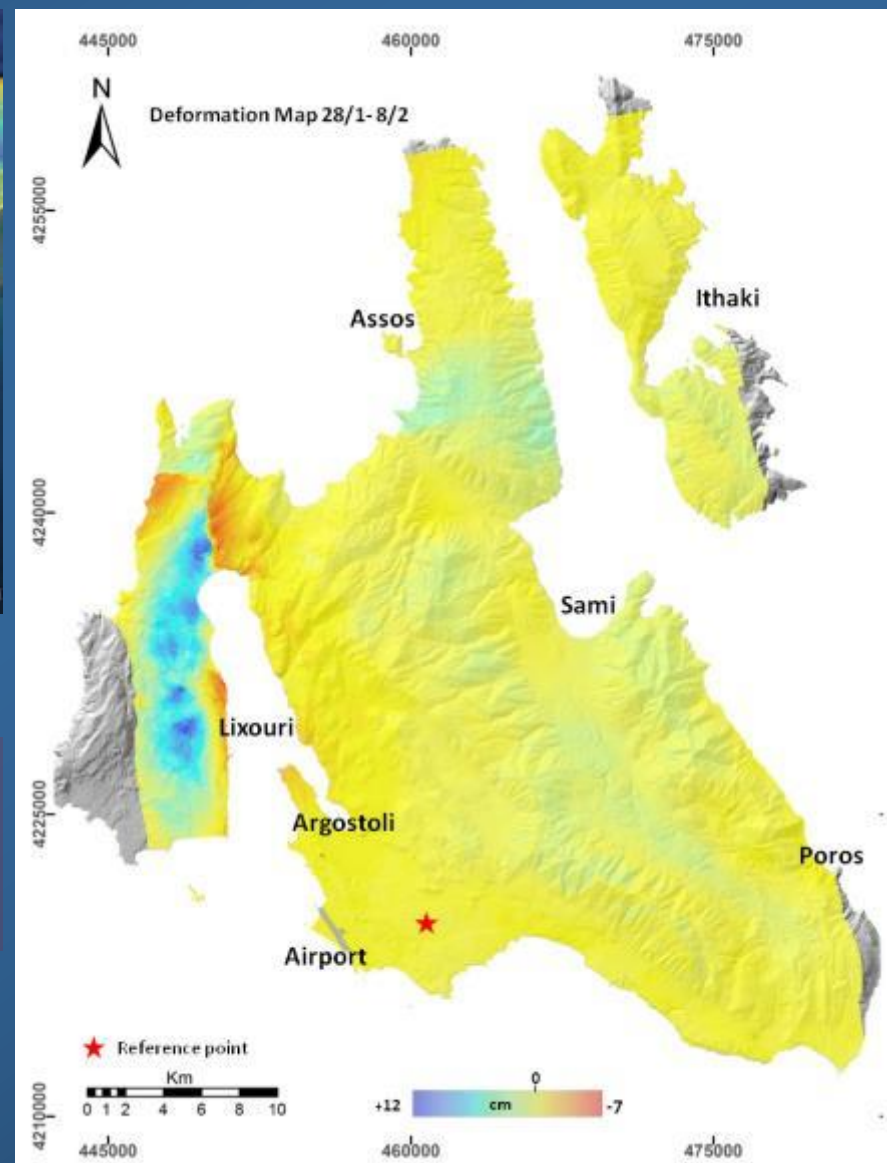 445000 460000 475000
N
Deformation Map 28/1- 8/2
4255000
Ithaki
Assos
4240000
Sami
Lixouri
4225000
Argostoli
Poros
Airport
Reference point
Km
0 1 2 4 6 8 10
0
+12 cm -7
4210000
445000 460000 475000